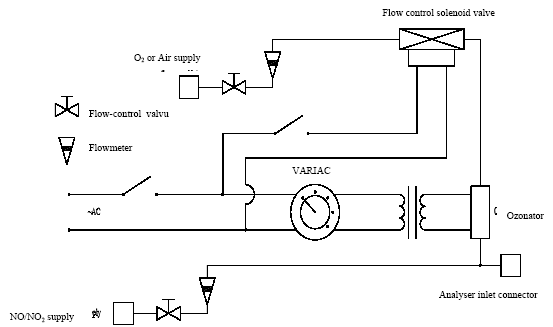 Flow control solenoid valve
O₂ or Air supply
Flow-control valvu
Flowmeter
VARIAC
~AC
Ozonator
Analyser inlet connector
NO/NO₂ supply